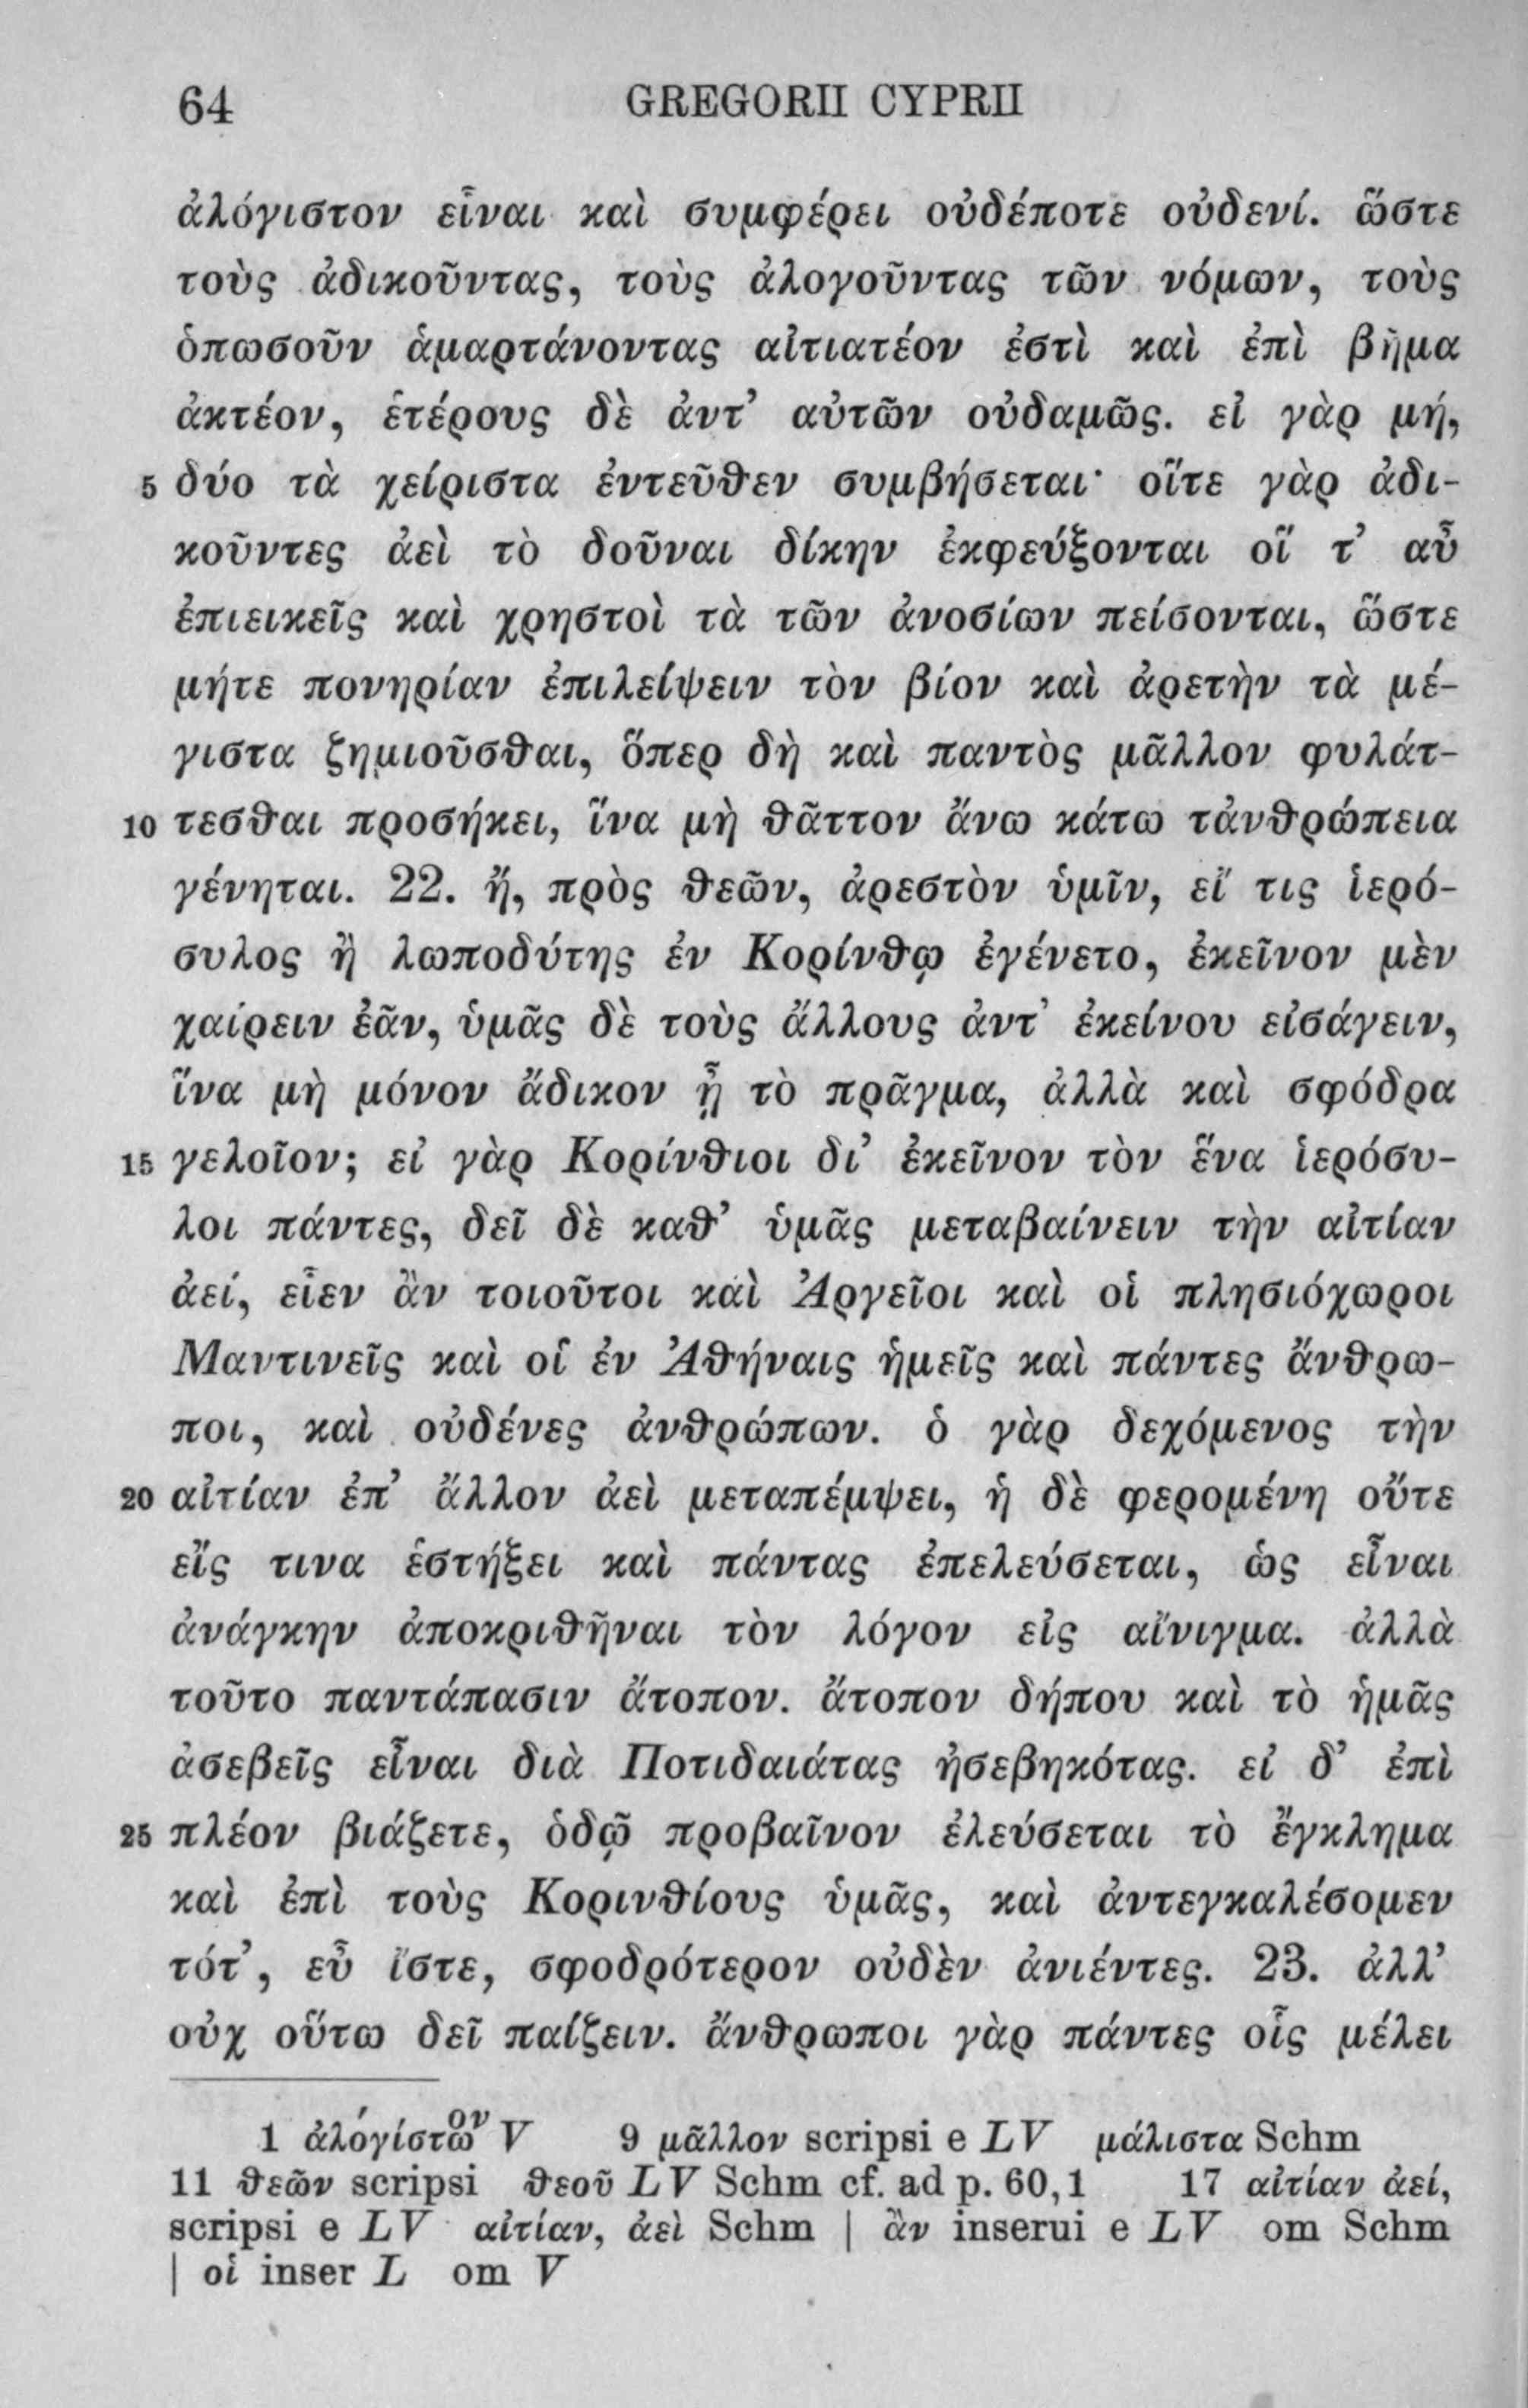 64 GREGORII CYPRII
ἀλόγιστον εἶναι καὶ συμφέρει οὐδέποτε οὐδενί. ὥστε
τοὺς ἀδικοῦντας, τοὺς ἀλογοῦντας τῶν νόμων, τοὺς
ὁπωσοῦν ἁμαρτάνοντας αἰτιατέον ἐστὶ καὶ ἐπὶ βῆμα
ἀκτέον, ἑτέρους δὲ ἀντ’ αὐτῶν οὐδαμῶς. εἰ γὰρ μή,
5 δύο τὰ χείριστα ἐντεῦθεν συμβήσεται· οἵτε γὰρ ἀδι-
κοῦντες ἀεὶ τὸ δοῦναι δίκην ἐκφεύξονται οἵ τ’ αὖ
ἐπιεικεῖς καὶ χρηστοὶ τὰ τῶν ἀνοσίων πείσονται, ὥστε
μήτε πονηρίαν ἐπιλείψειν τὸν βίον καὶ ἀρετὴν τὰ μέ-
γιστα ζημιοῦσθαι, ὅπερ δὴ καὶ παντὸς μᾶλλον φυλάτ-
10 τεσθαι προσήκει, ἵνα μὴ θᾶττον ἄνω κάτω τἀνθρώπεια
γένηται. 22. ἤ, πρὸς θεῶν, ἀρεστὸν ὑμῖν, εἴ τις ἱερό-
συλος ἢ λωποδύτης ἐν Κορίνθῳ ἐγένετο, ἐκεῖνον μὲν
χαίρειν ἐᾶν, ὑμᾶς δὲ τοὺς ἄλλους ἀντ’ ἐκείνου εἰσάγειν,
ἵνα μὴ μόνον ἄδικον ᾖ τὸ πρᾶγμα, ἀλλὰ καὶ σφόδρα
15 γελοῖον; εἰ γὰρ Κορίνθιοι δι’ ἐκεῖνον τὸν ἕνα ἱερόσυ-
λοι πάντες, δεῖ δὲ καθ’ ὑμᾶς μεταβαίνειν τὴν αἰτίαν
ἀεί, εἶεν ἂν τοιοῦτοι καὶ Ἀργεῖοι καὶ οἱ πλησιόχωροι
Μαντινεῖς καὶ οἱ ἐν Ἀθήναις ἡμεῖς καὶ πάντες ἄνθρω-
ποι, καὶ οὐδένες ἀνθρώπων. ὁ γὰρ δεχόμενος τὴν
20 αἰτίαν ἐπ’ ἄλλον ἀεὶ μεταπέμψει, ἡ δὲ φερομένη οὔτε
εἴς τινα ἑστήξει καὶ πάντας ἐπελεύσεται, ὡς εἶναι
ἀνάγκην ἀποκριθῆναι τὸν λόγον εἰς αἴνιγμα. ἀλλὰ
τοῦτο παντάπασιν ἄτοπον. ἄτοπον δήπου καὶ τὸ ἡμᾶς
ἀσεβεῖς εἶναι διὰ Ποτιδαιάτας ἠσεβηκότας. εἰ δ’ ἐπὶ
25 πλέον βιάζετε, ὁδῷ προβαῖνον ἐλεύσεται τὸ ἔγκλημα
καὶ ἐπὶ τοὺς Κορινθίους ὑμᾶς, καὶ ἀντεγκαλέσομεν
τότ’, εὖ ἴστε, σφοδρότερον οὐδὲν ἀνιέντες. 23. ἀλλ’
οὐχ οὕτω δεῖ παίζειν. ἄνθρωποι γὰρ πάντες οἷς μέλει
1 ἀλόγίστῶον V 9 μᾶλλον scripsi e LV μάλιστα Schm
11 θεῶν scripsi θεοῦ LV Schm cf. ad p. 60,1 17 αἰτίαν ἀεί,
scripsi e LV αἰτίαν, ἀεὶ Schm | ἂν inserui e LV om Schm
| οἱ inser L om V